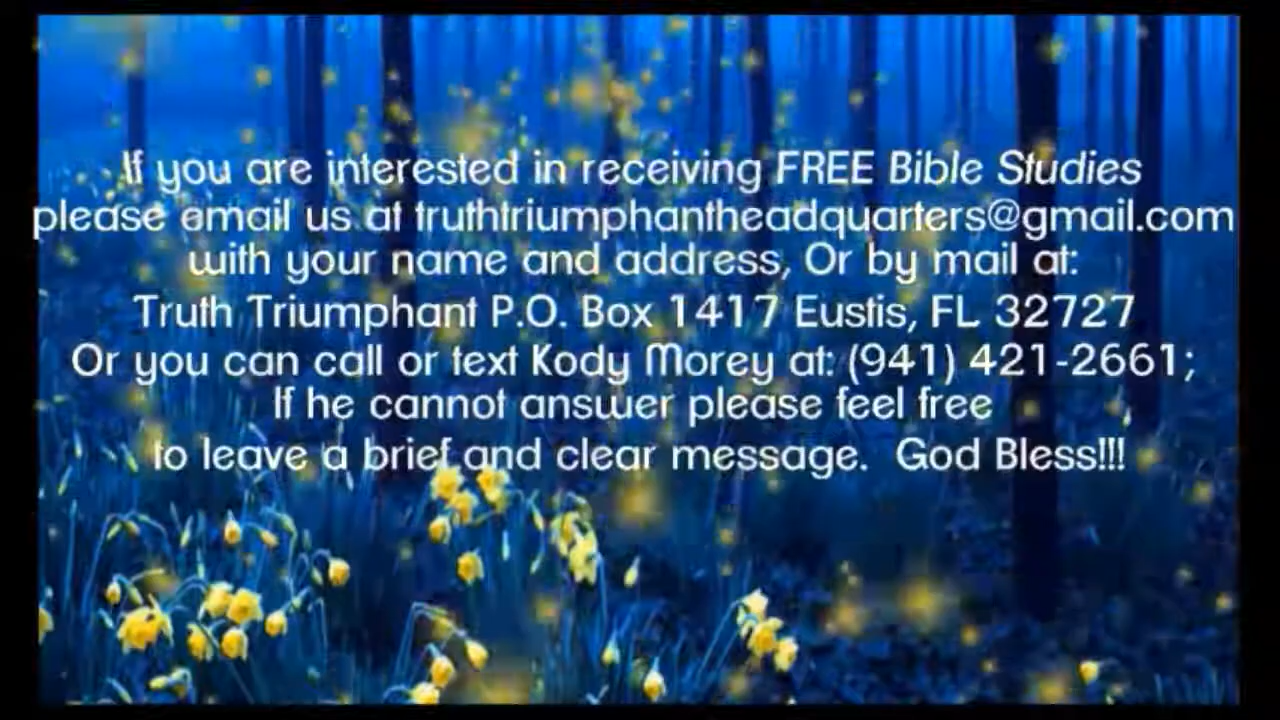 If you are interested in receiving FREE Bible Studies
please email us at truthtriumphantheadquarters@gmail.com
with your name and address, Or by mail at:
Truth Triumphant P.O. Box 1417 Eustis, FL 32727
Or you can call or text Kody Morey at: (941) 421-2661;
If he cannot answer please feel free
to leave a brief and clear message.  God Bless!!!